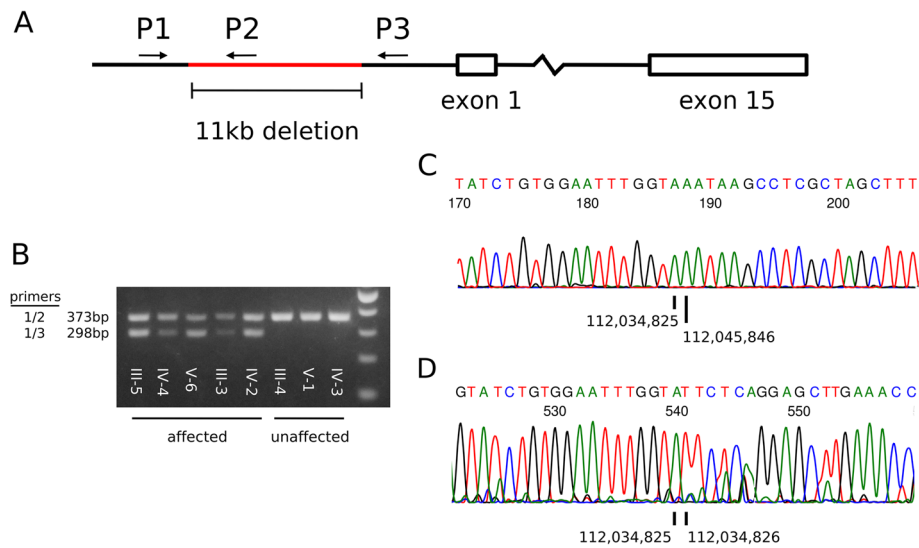 A
P1 P2 P3
exon 1 exon 15
11kb deletion
C
TATCTGTGGAATTTGGTAAATAAGCCTCGCTAGCTTT
170 180 190 200
112,034,825
112,045,846
B
primers
1/2 373bp
1/3 298bp
III-5 IV-4 V-6 III-3 IV-2 III-4 V-1 IV-3
affected unaffected
D
GTATCTGTGGAATTTGGTATTCTCAGGAGCTTGAAACC
530 540 550
112,034,825 112,034,826